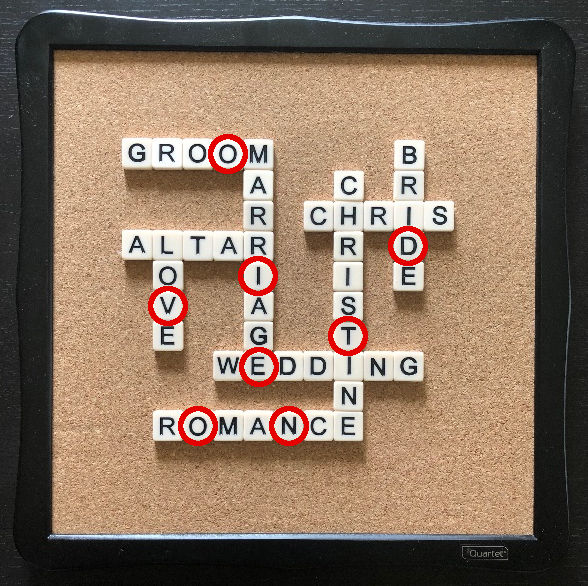 GROOM
MARRIAGE
BRIDE
CHRISTINE
CHRIS
ALTAR
LOVE
WEDDING
ROMANCE
Quartet